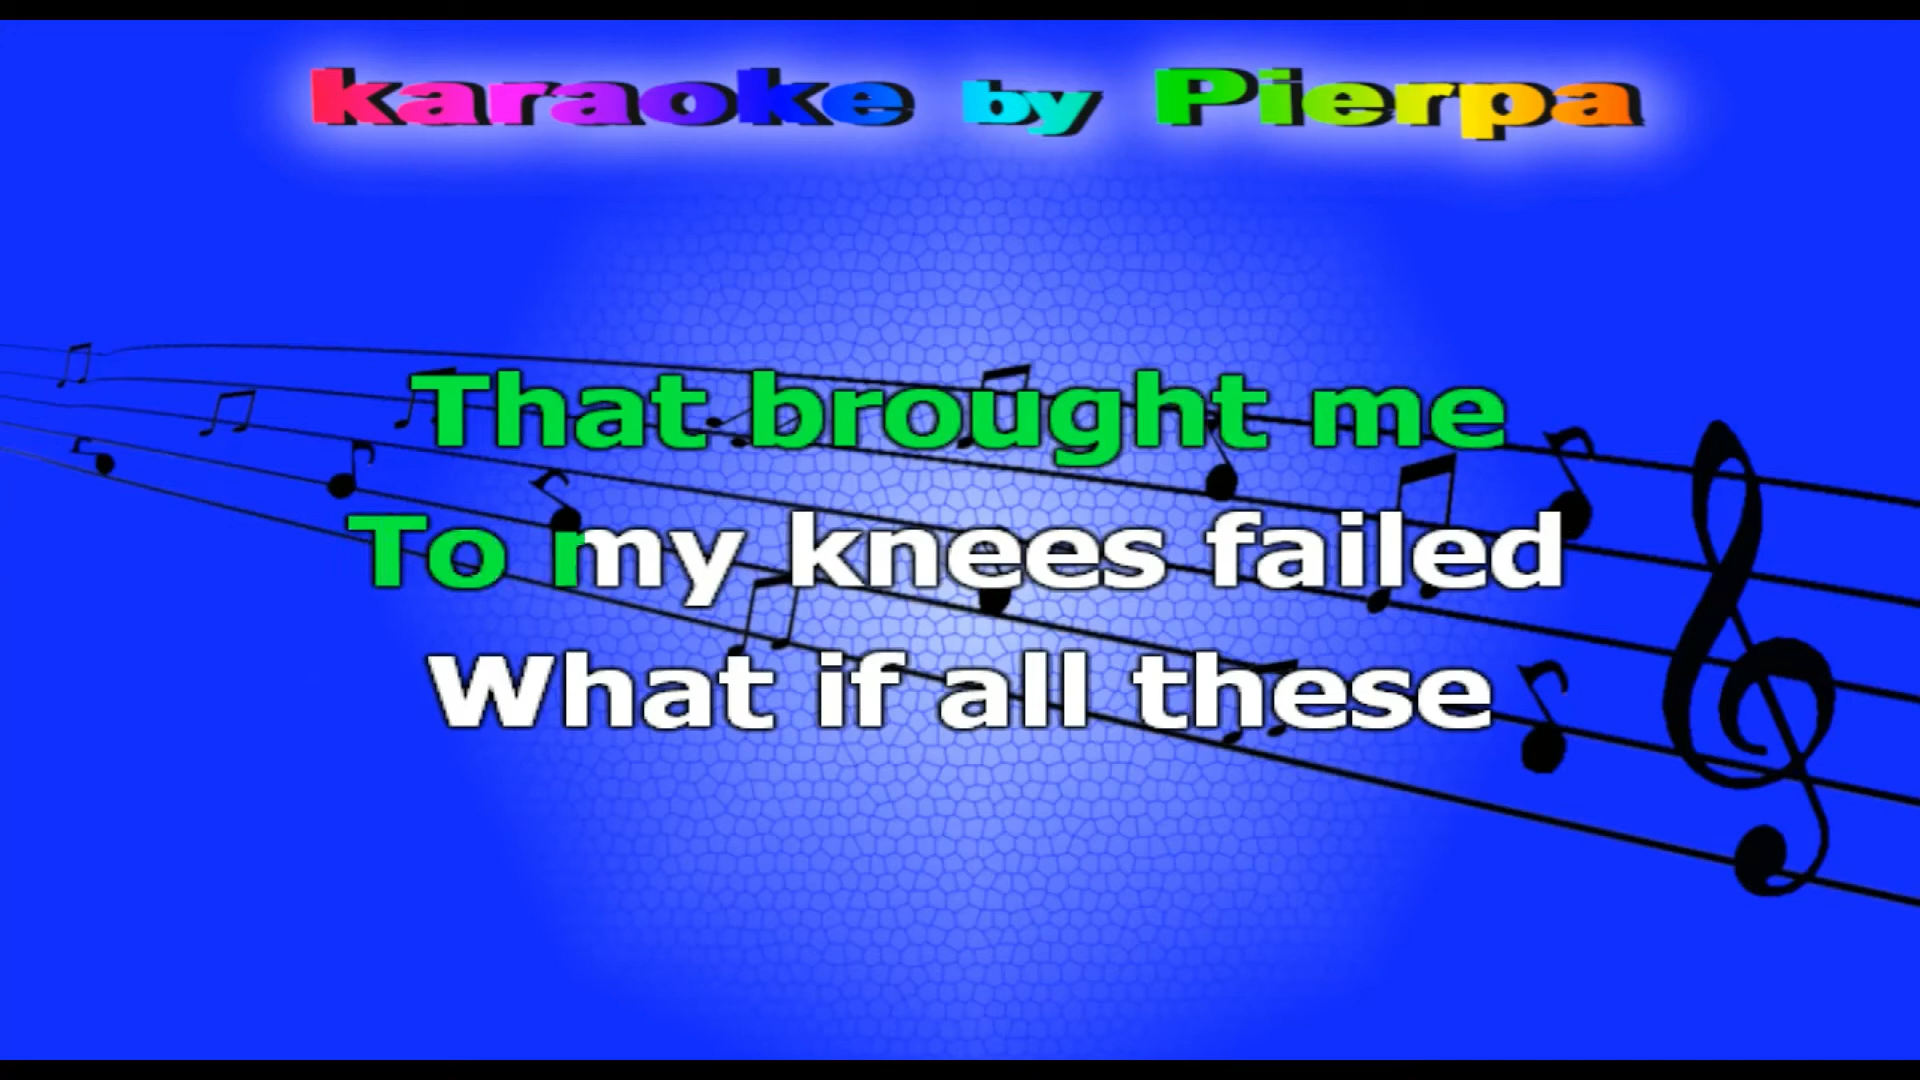 karaoke by Pierpa
That brought me
To my knees failed
What if all these